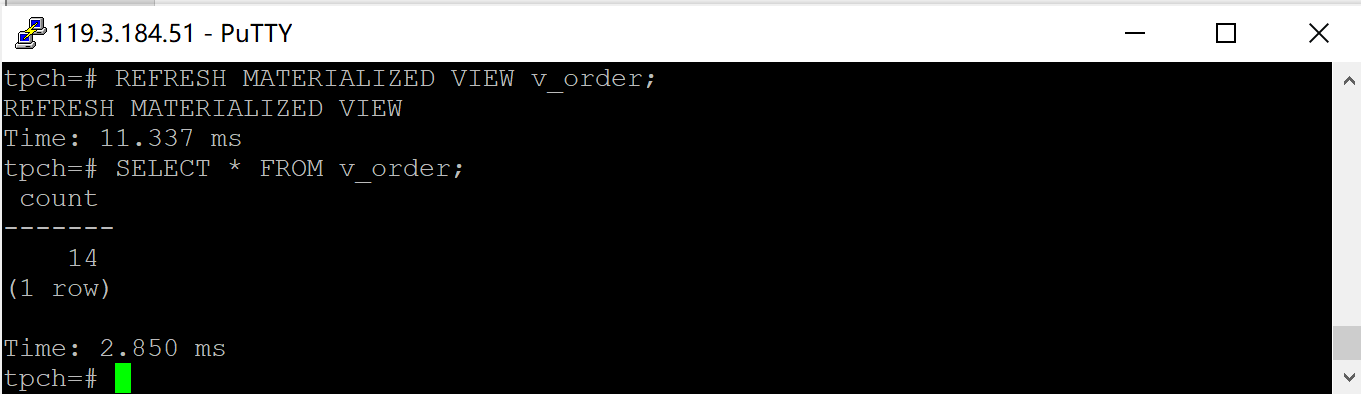 119.3.184.51 - PuTTY
tpch=# REFRESH MATERIALIZED VIEW v_order;
REFRESH MATERIALIZED VIEW
Time: 11.337 ms
tpch=# SELECT * FROM v_order;
 count
-------
    14
(1 row)

Time: 2.850 ms
tpch=#